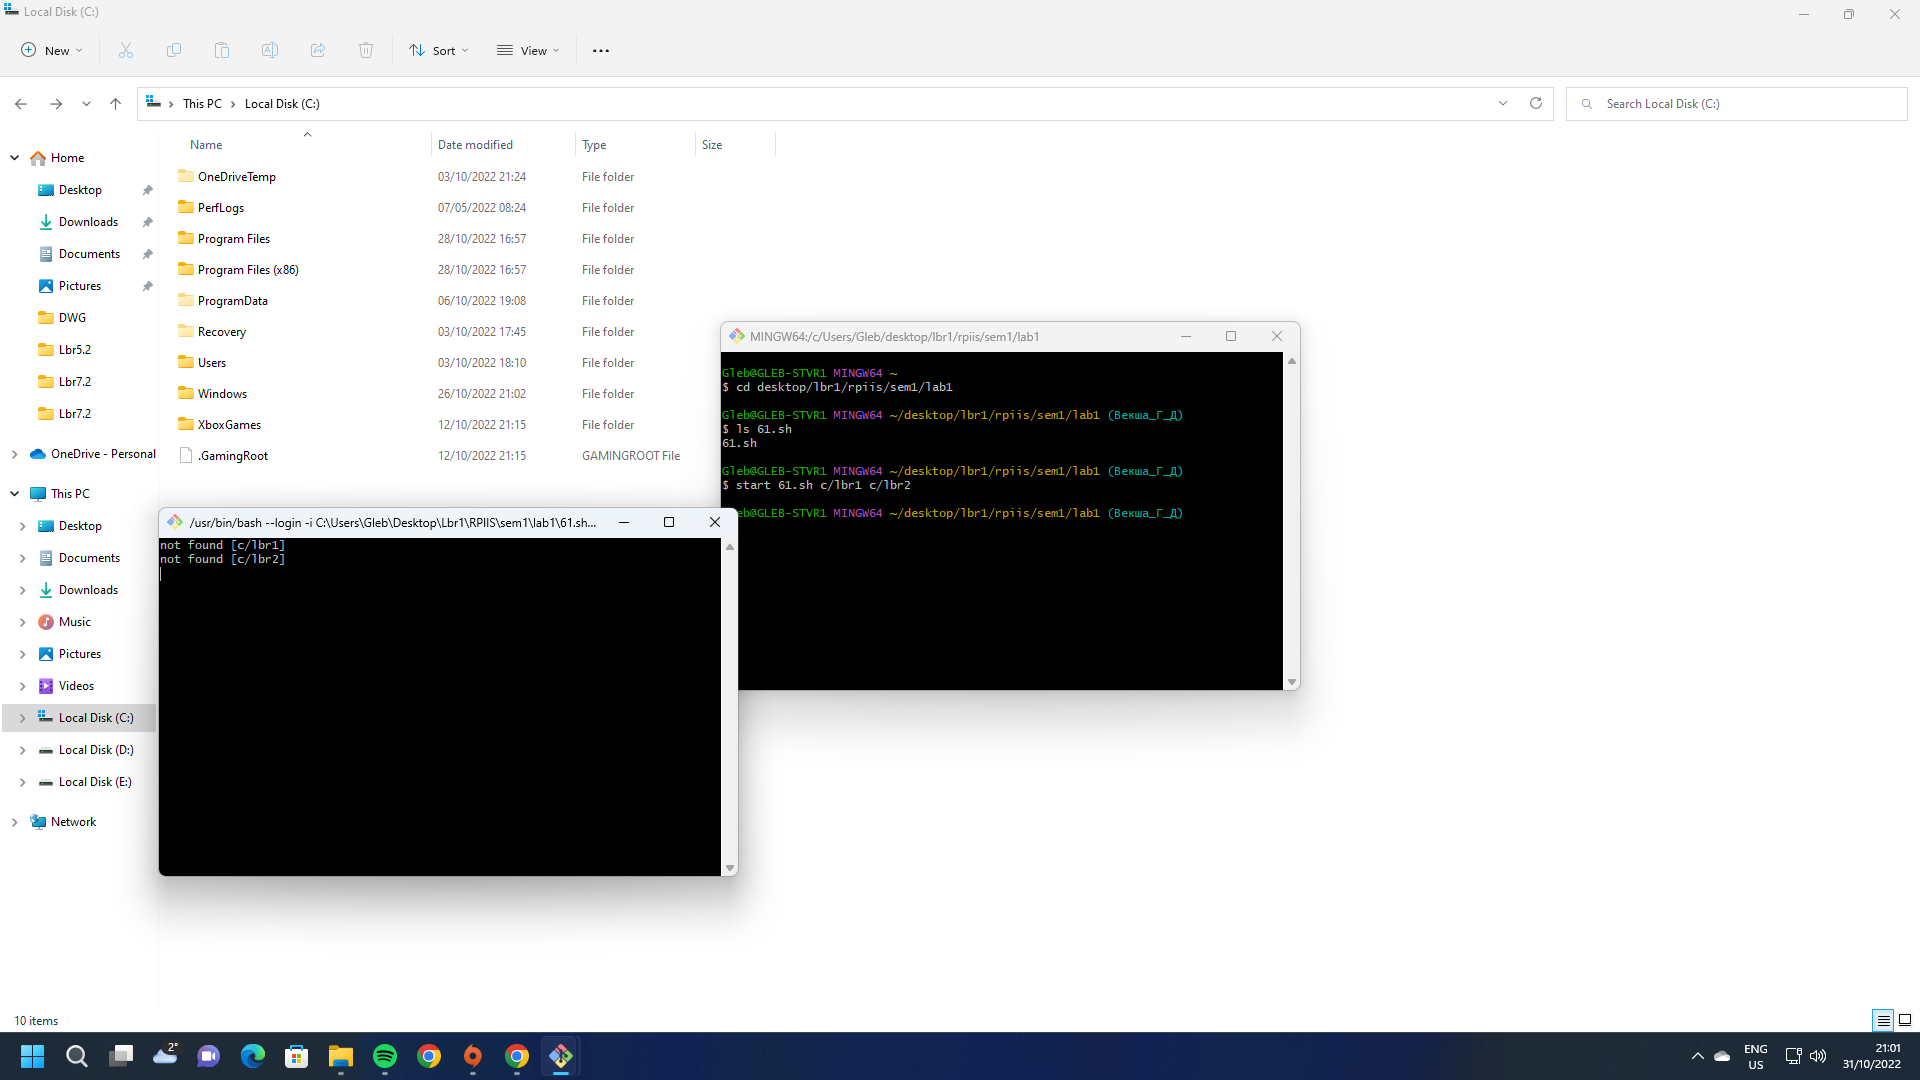 Local Disk (C:)
New
Sort
View
This PC > Local Disk (C:)
Search Local Disk (C:)
Name Date modified Type Size
OneDriveTemp 03/10/2022 21:24 File folder
PerfLogs 07/05/2022 08:24 File folder
Program Files 28/10/2022 16:57 File folder
Program Files (x86) 28/10/2022 16:57 File folder
ProgramData 06/10/2022 19:08 File folder
Recovery 03/10/2022 17:45 File folder
Users 03/10/2022 18:10 File folder
Windows 26/10/2022 21:02 File folder
XboxGames 12/10/2022 21:15 File folder
.GamingRoot 12/10/2022 21:15 GAMINGROOT File
Home
Desktop
Downloads
Documents
Pictures
DWG
Lbr5.2
Lbr7.2
Lbr7.2
OneDrive - Personal
This PC
Desktop
Documents
Downloads
Music
Pictures
Videos
Local Disk (C:)
Local Disk (D:)
Local Disk (E:)
Network
MINGW64:/c/Users/Gleb/desktop/lbr1/rpiis/sem1/lab1
Gleb@GLEB-STVR1 MINGW64 ~
$ cd desktop/lbr1/rpiis/sem1/lab1
Gleb@GLEB-STVR1 MINGW64 ~/desktop/lbr1/rpiis/sem1/lab1 (Векша_Г_Д)
$ ls 61.sh
61.sh
Gleb@GLEB-STVR1 MINGW64 ~/desktop/lbr1/rpiis/sem1/lab1 (Векша_Г_Д)
$ start 61.sh c/lbr1 c/lbr2
eb@GLEB-STVR1 MINGW64 ~/desktop/lbr1/rpiis/sem1/lab1 (Векша_Г_Д)
/usr/bin/bash --login -i C:\Users\Gleb\Desktop\Lbr1\RPIIS\sem1\lab1\61.sh...
not found [c/lbr1]
not found [c/lbr2]
10 items
2°
ENG
US
21:01
31/10/2022